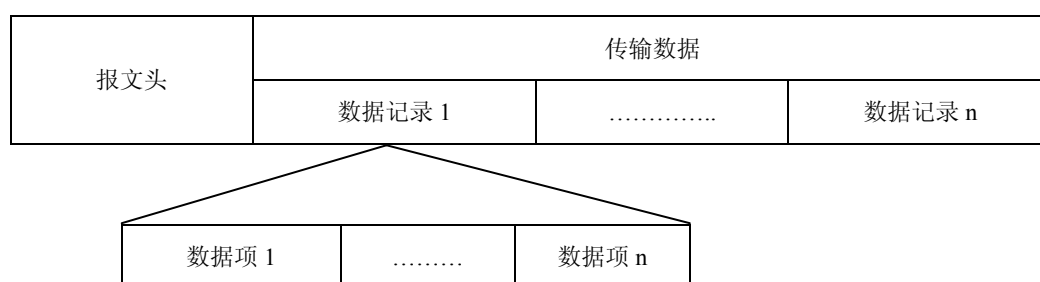 传输数据
报文头
数据记录 1 ………….. 数据记录 n
数据项 1 ……… 数据项 n